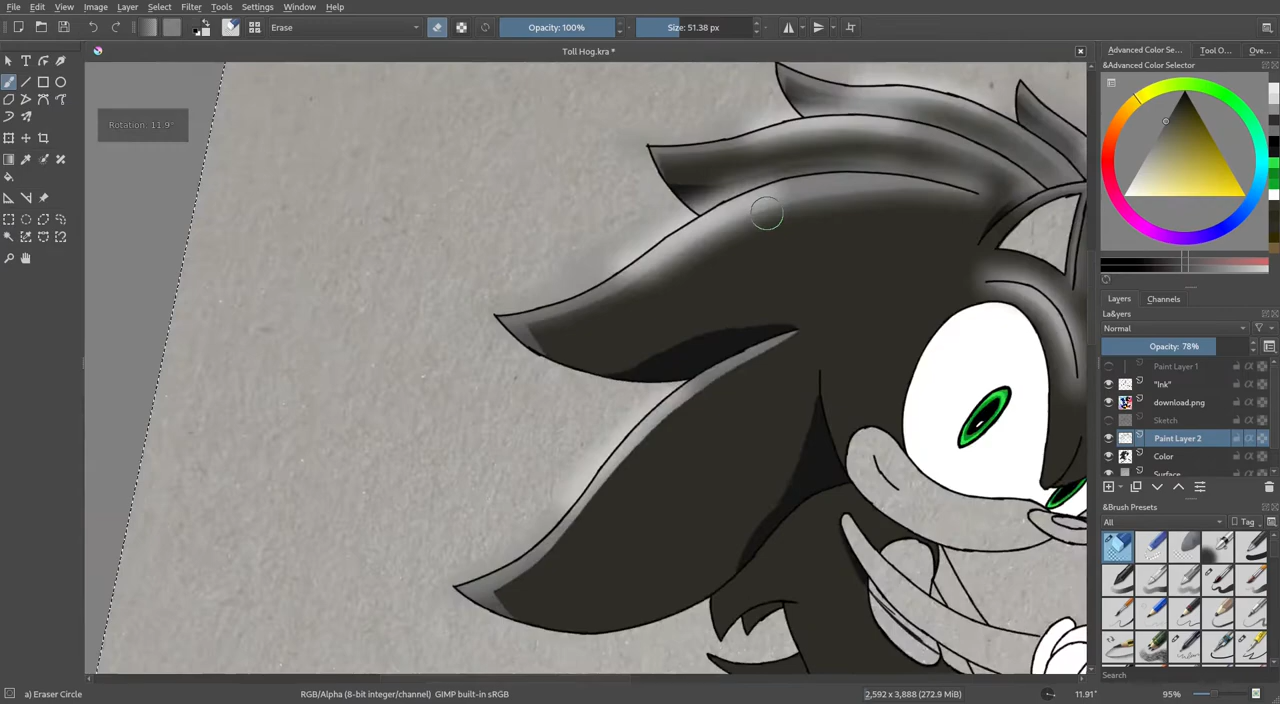 File Edit View Image Layer Select Filter Tools Settings Window Help
Erase Opacity: 100% Size: 51.38 px
Toll Hog.kra *
Advanced Color Se... Tool O... Ove...
&Advanced Color Selector
Rotation: 11.9°
Layers Channels
La&yers
Normal
Opacity: 78%
Paint Layer 1
"Ink"
download.png
Sketch
Paint Layer 2
Color
Surface
&Brush Presets
All Tag
Search
a) Eraser Circle RGB/Alpha (8-bit integer/channel) GIMP built-in sRGB 2,592 x 3,888 (272.9 MiB) 11.91° 95%